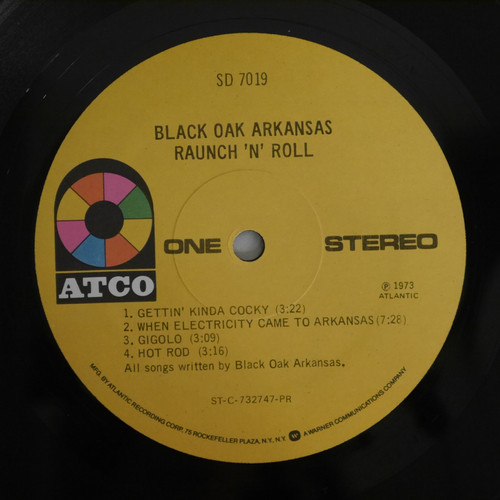 SD 7019
BLACK OAK ARKANSAS
RAUNCH 'N' ROLL
ATCO
ONE
STEREO
℗ 1973
ATLANTIC
1. GETTIN' KINDA COCKY (3:22)
2. WHEN ELECTRICITY CAME TO ARKANSAS (7:28)
3. GIGOLO (3:09)
4. HOT ROD (3:16)
All songs written by Black Oak Arkansas.
ST-C-732747-PR
MFG. BY ATLANTIC RECORDING CORP., 75 ROCKEFELLER PLAZA, N.Y., N.Y. A WARNER COMMUNICATIONS COMPANY